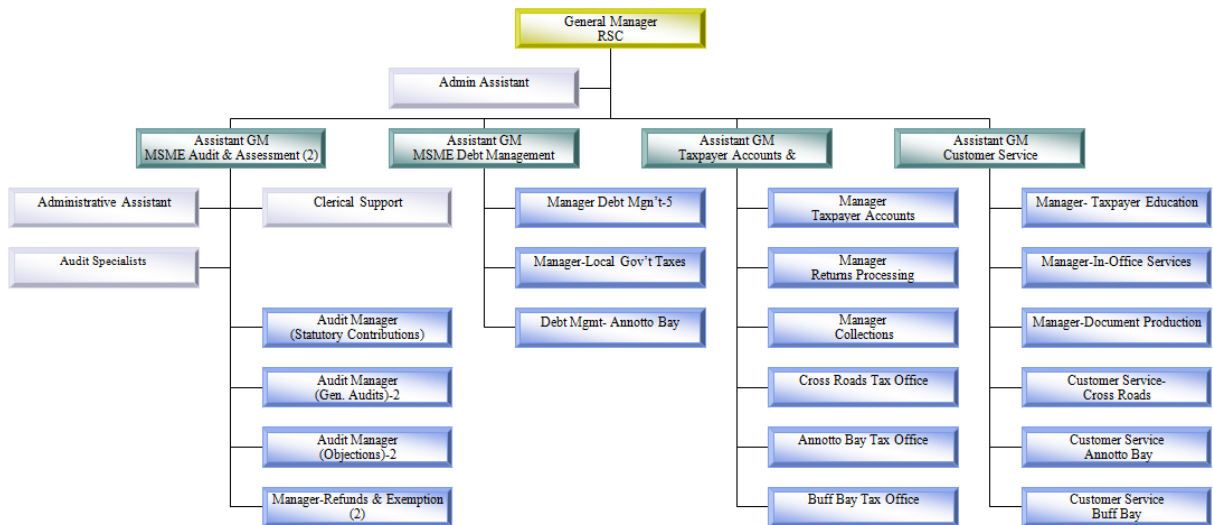 General Manager
RSC
Admin Assistant
Assistant GM
MSME Audit & Assessment (2)
Assistant GM
MSME Debt Management
Assistant GM
Taxpayer Accounts &
Assistant GM
Customer Service
Administrative Assistant
Clerical Support
Audit Specialists
Audit Manager
(Statutory Contributions)
Audit Manager
(Gen. Audits)-2
Audit Manager
(Objections)-2
Manager-Refunds & Exemption
(2)
Manager Debt Mgn't-5
Manager-Local Gov't Taxes
Debt Mgmt- Annotto Bay
Manager
Taxpayer Accounts
Manager
Returns Processing
Manager
Collections
Cross Roads Tax Office
Annotto Bay Tax Office
Buff Bay Tax Office
Manager- Taxpayer Education
Manager-In-Office Services
Manager-Document Production
Customer Service-
Cross Roads
Customer Service
Annotto Bay
Customer Service
Buff Bay